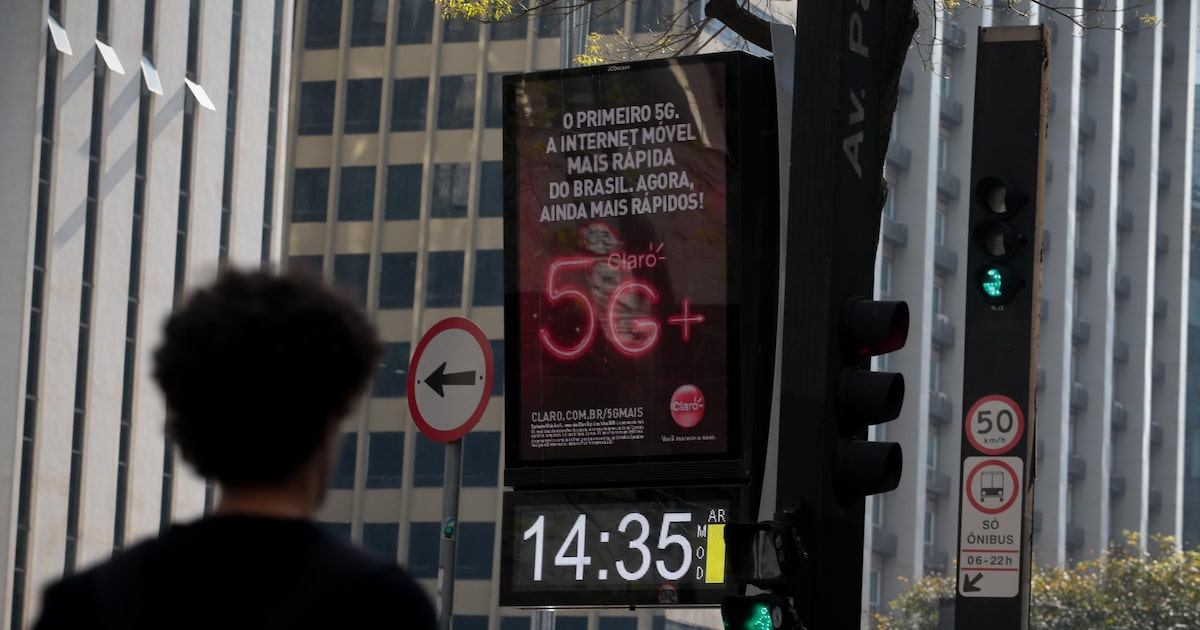 JCDecaux
O PRIMEIRO 5G.
A INTERNET MÓVEL
MAIS RÁPIDA
DO BRASIL. AGORA,
AINDA MAIS RÁPIDOS!
Claro
5G+
CLARO.COM.BR/5GMAIS
Claro
14:35
AR
MOD
Av. Pa
50
km/h
SÓ
ÔNIBUS
06-22h